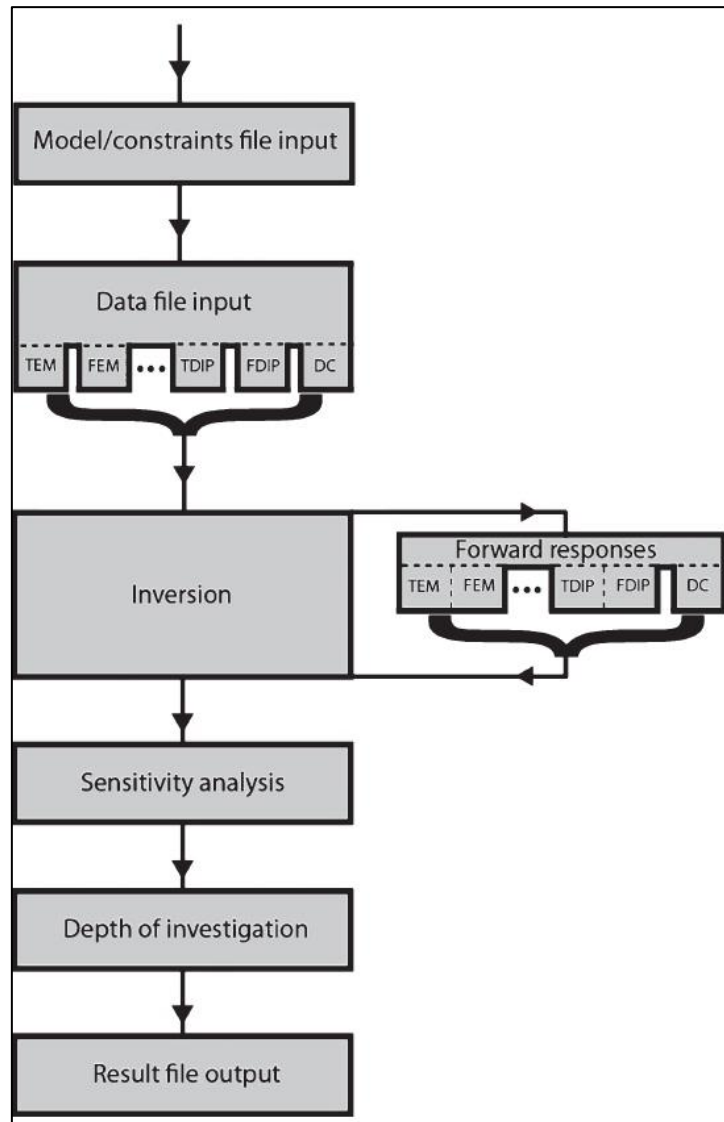 Model/constraints file input
Data file input
TEM FEM ••• TDIP FDIP DC
Inversion
Forward responses
TEM FEM ••• TDIP FDIP DC
Sensitivity analysis
Depth of investigation
Result file output